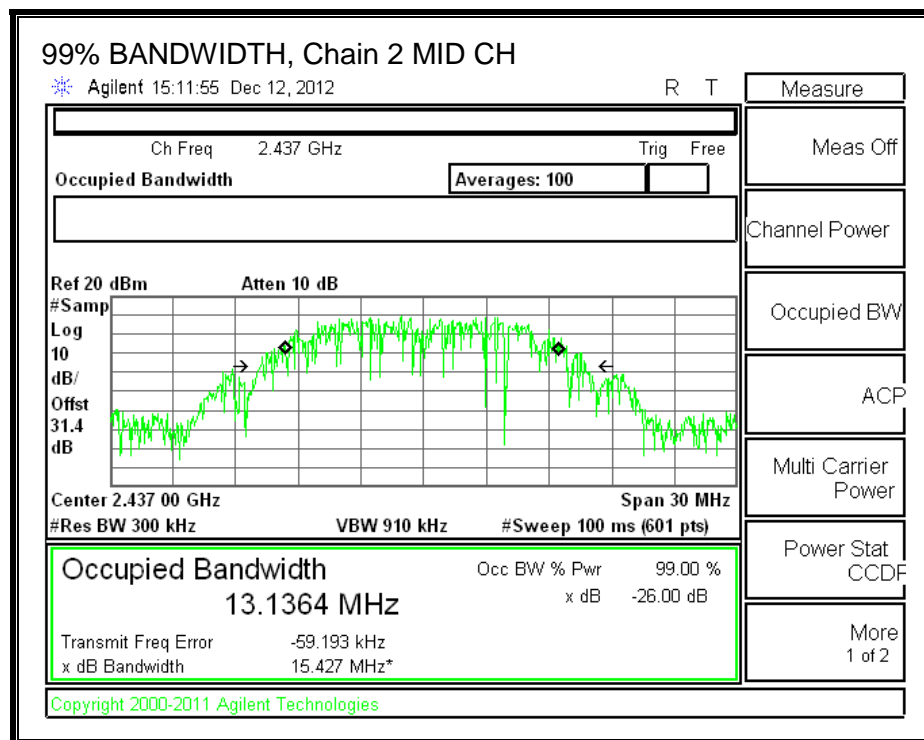 99% BANDWIDTH, Chain 2 MID CH
Agilent 15:11:55 Dec 12, 2012 R T
Measure
Ch Freq 2.437 GHz Trig Free
Occupied Bandwidth Averages: 100
Ref 20 dBm Atten 10 dB
#Samp
Log
10
dB/
Offst
31.4
dB
Center 2.437 00 GHz Span 30 MHz
#Res BW 300 kHz VBW 910 kHz #Sweep 100 ms (601 pts)
Occupied Bandwidth Occ BW % Pwr 99.00 %
13.1364 MHz x dB -26.00 dB
Transmit Freq Error -59.193 kHz
x dB Bandwidth 15.427 MHz*
Meas Off
Channel Power
Occupied BW
ACP
Multi Carrier
Power
Power Stat
CCDF
More
1 of 2
Copyright 2000-2011 Agilent Technologies